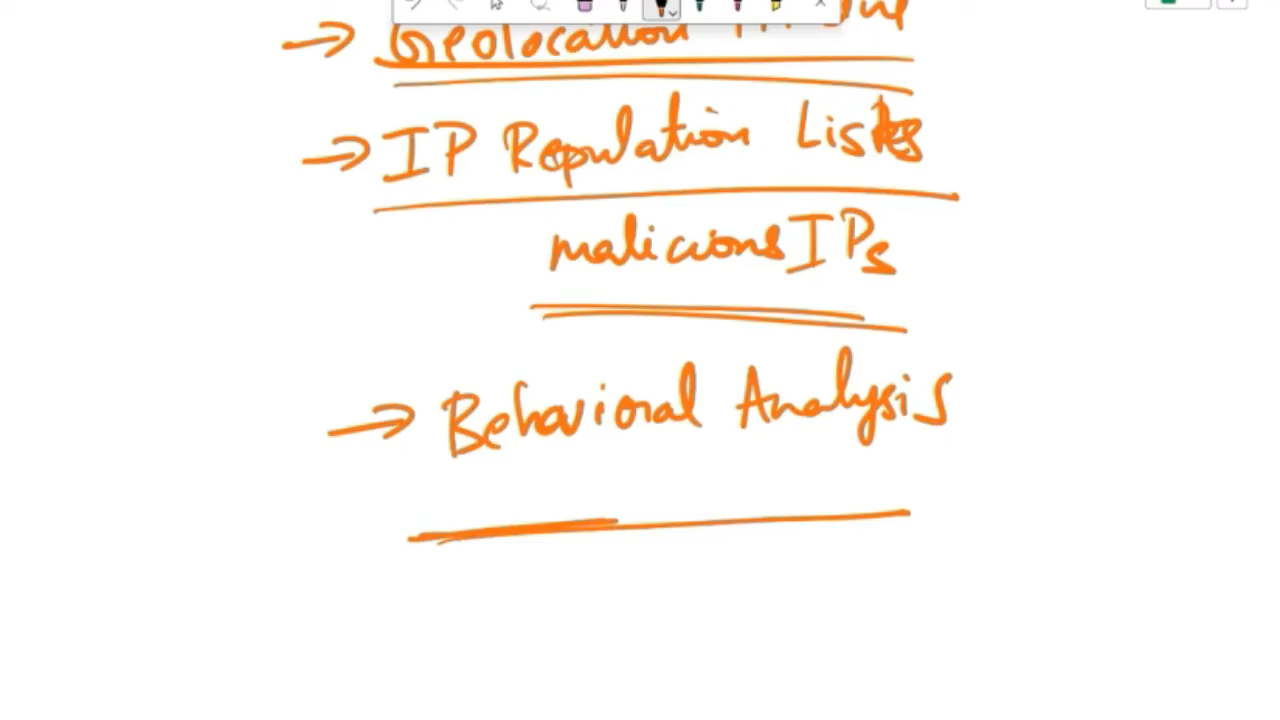 → Geolocation
→ IP Reputation Lists
malicious IPs
→ Behavioral Analysis